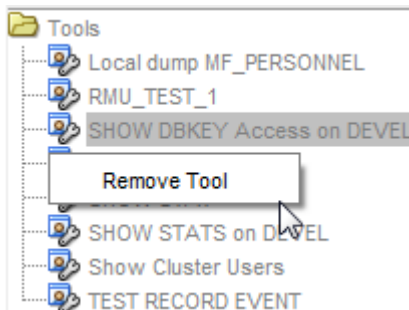 Tools
Local dump MF_PERSONNEL
RMU_TEST_1
SHOW DBKEY Access on DEVEL
Remove Tool
SHOW STATS on DEVEL
Show Cluster Users
TEST RECORD EVENT